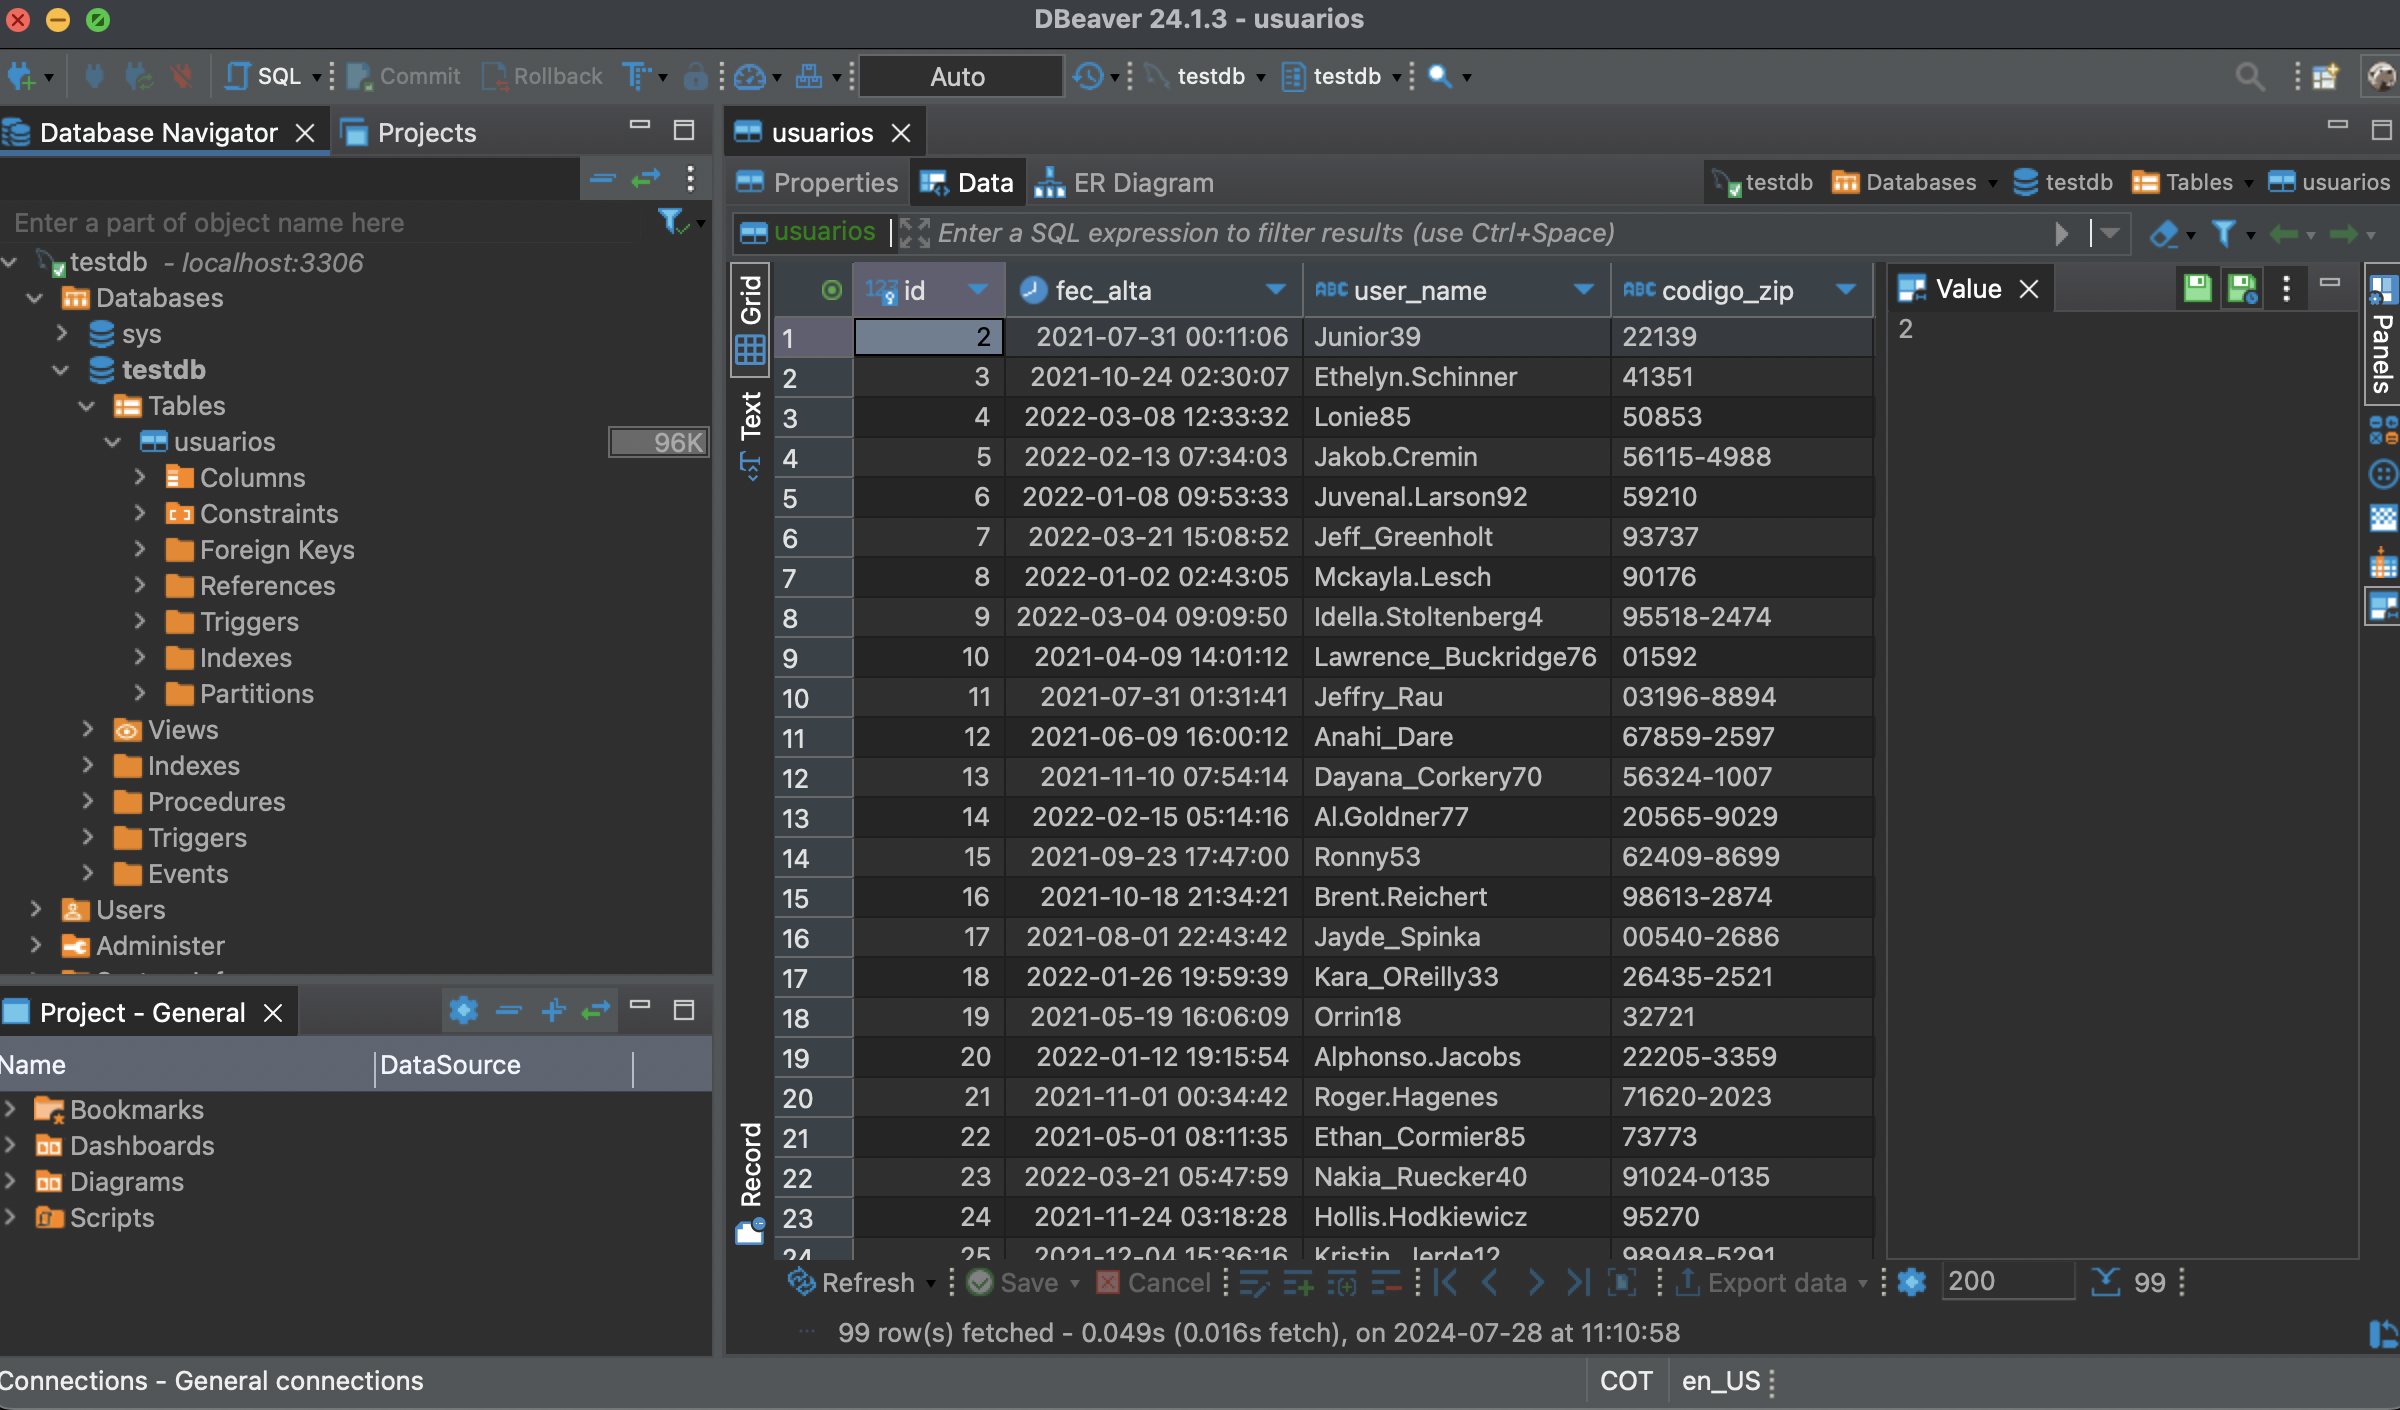 DBeaver 24.1.3 - usuarios
SQL Commit Rollback Auto testdb testdb
Database Navigator Projects
Enter a part of object name here
testdb - localhost:3306
Databases
sys
testdb
Tables
usuarios 96K
Columns
Constraints
Foreign Keys
References
Triggers
Indexes
Partitions
Views
Indexes
Procedures
Triggers
Events
Users
Administer
Project - General
Name DataSource
Bookmarks
Dashboards
Diagrams
Scripts
usuarios
Properties Data ER Diagram testdb Databases testdb Tables usuarios
usuarios Enter a SQL expression to filter results (use Ctrl+Space)
Grid
Text
Record
123 id fec_alta ABC user_name ABC codigo_zip
1 2 2021-07-31 00:11:06 Junior39 22139
2 3 2021-10-24 02:30:07 Ethelyn.Schinner 41351
3 4 2022-03-08 12:33:32 Lonie85 50853
4 5 2022-02-13 07:34:03 Jakob.Cremin 56115-4988
5 6 2022-01-08 09:53:33 Juvenal.Larson92 59210
6 7 2022-03-21 15:08:52 Jeff_Greenholt 93737
7 8 2022-01-02 02:43:05 Mckayla.Lesch 90176
8 9 2022-03-04 09:09:50 Idella.Stoltenberg4 95518-2474
9 10 2021-04-09 14:01:12 Lawrence_Buckridge76 01592
10 11 2021-07-31 01:31:41 Jeffry_Rau 03196-8894
11 12 2021-06-09 16:00:12 Anahi_Dare 67859-2597
12 13 2021-11-10 07:54:14 Dayana_Corkery70 56324-1007
13 14 2022-02-15 05:14:16 Al.Goldner77 20565-9029
14 15 2021-09-23 17:47:00 Ronny53 62409-8699
15 16 2021-10-18 21:34:21 Brent.Reichert 98613-2874
16 17 2021-08-01 22:43:42 Jayde_Spinka 00540-2686
17 18 2022-01-26 19:59:39 Kara_OReilly33 26435-2521
18 19 2021-05-19 16:06:09 Orrin18 32721
19 20 2022-01-12 19:15:54 Alphonso.Jacobs 22205-3359
20 21 2021-11-01 00:34:42 Roger.Hagenes 71620-2023
21 22 2021-05-01 08:11:35 Ethan_Cormier85 73773
22 23 2022-03-21 05:47:59 Nakia_Ruecker40 91024-0135
23 24 2021-11-24 03:18:28 Hollis.Hodkiewicz 95270
24 25 2021-12-04 15:36:16 Kristin_Jerde12 98948-5291
Value
2
Panels
Refresh Save Cancel Export data 200 99
99 row(s) fetched - 0.049s (0.016s fetch), on 2024-07-28 at 11:10:58
Connections - General connections
COT en_US